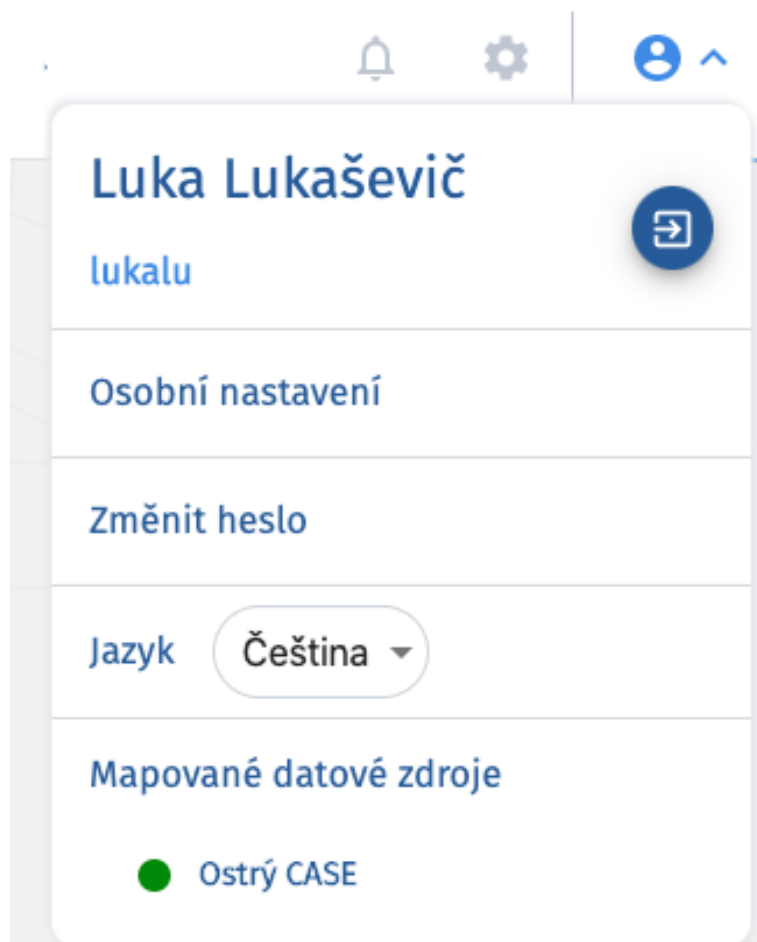 Luka Lukaševič
lukalu
Osobní nastavení
Změnit heslo
Jazyk Čeština
Mapované datové zdroje
Ostrý CASE